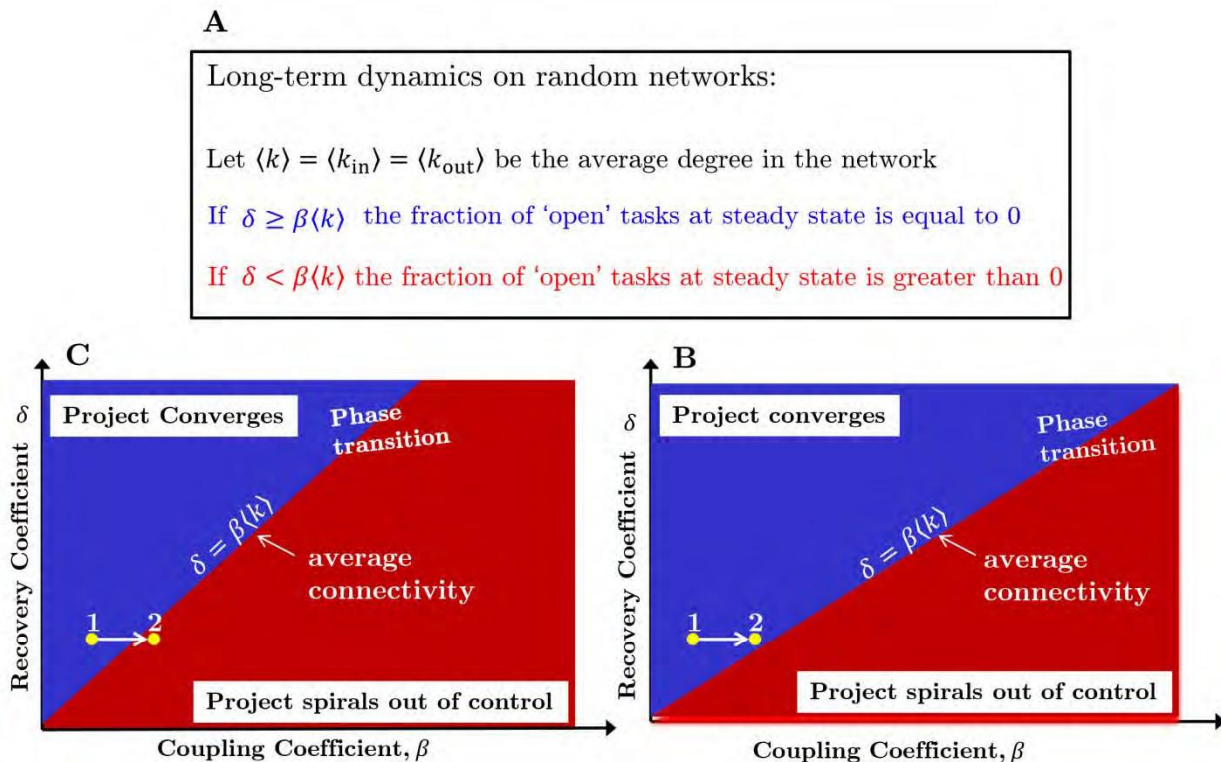 A
Long-term dynamics on random networks:
Let ⟨k⟩ = ⟨k_in⟩ = ⟨k_out⟩ be the average degree in the network
If δ ≥ β⟨k⟩ the fraction of ‘open’ tasks at steady state is equal to 0
If δ < β⟨k⟩ the fraction of ‘open’ tasks at steady state is greater than 0
C
Project Converges
Phase
transition
δ = β⟨k⟩
average
connectivity
1 2
Project spirals out of control
Recovery Coefficient δ
Coupling Coefficient, β
B
Project converges
Phase
transition
δ = β⟨k⟩
average
connectivity
1 2
Project spirals out of control
Recovery Coefficient δ
Coupling Coefficient, β